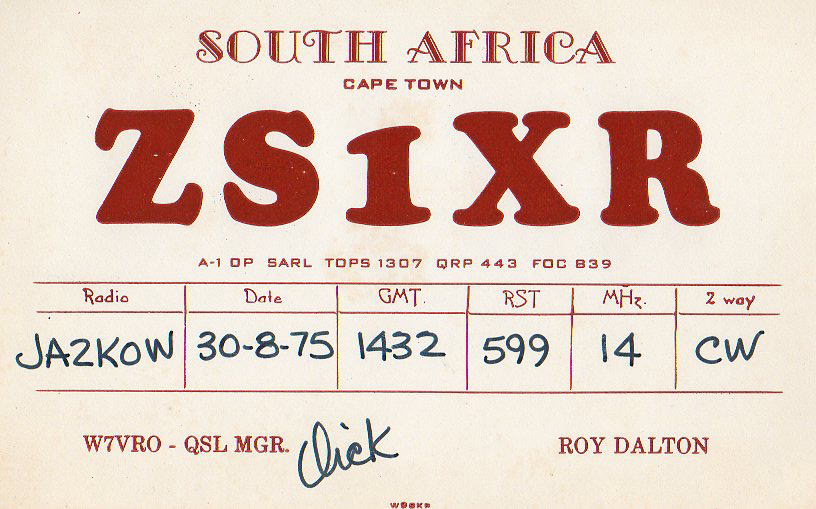 SOUTH AFRICA
CAPE TOWN
ZS1XR
A-1 OP SARL TOPS 1307 QRP 443 FOC 839
Radio Date GMT. RST MHz. 2 way
JA2KOW 30-8-75 1432 599 14 CW
W7VRO - QSL MGR. Dick ROY DALTON